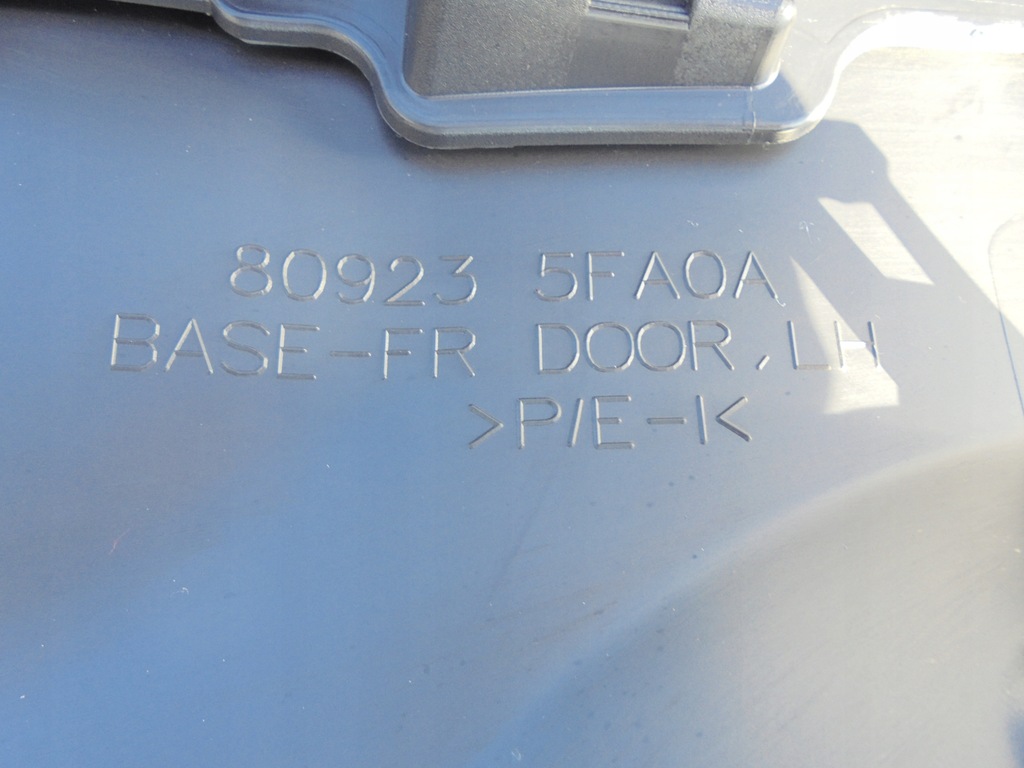 80923 5FA0A
BASE-FR DOOR, LH
>P/E-I<